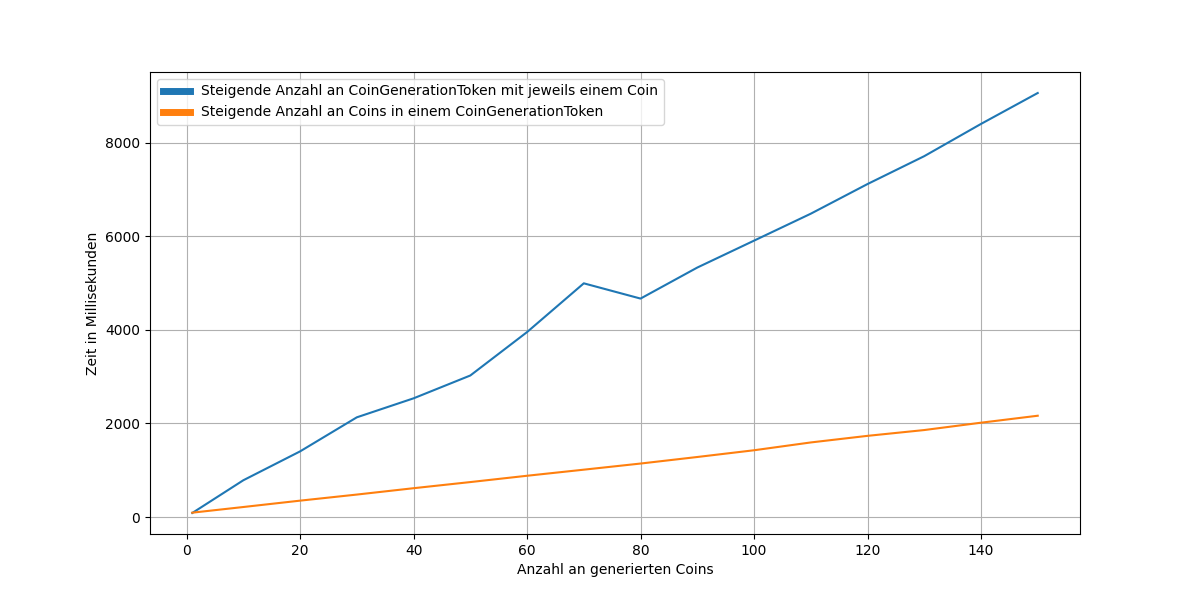 Steigende Anzahl an CoinGenerationToken mit jeweils einem Coin
Steigende Anzahl an Coins in einem CoinGenerationToken
8000
6000
4000
2000
0
Zeit in Millisekunden
0 20 40 60 80 100 120 140
Anzahl an generierten Coins